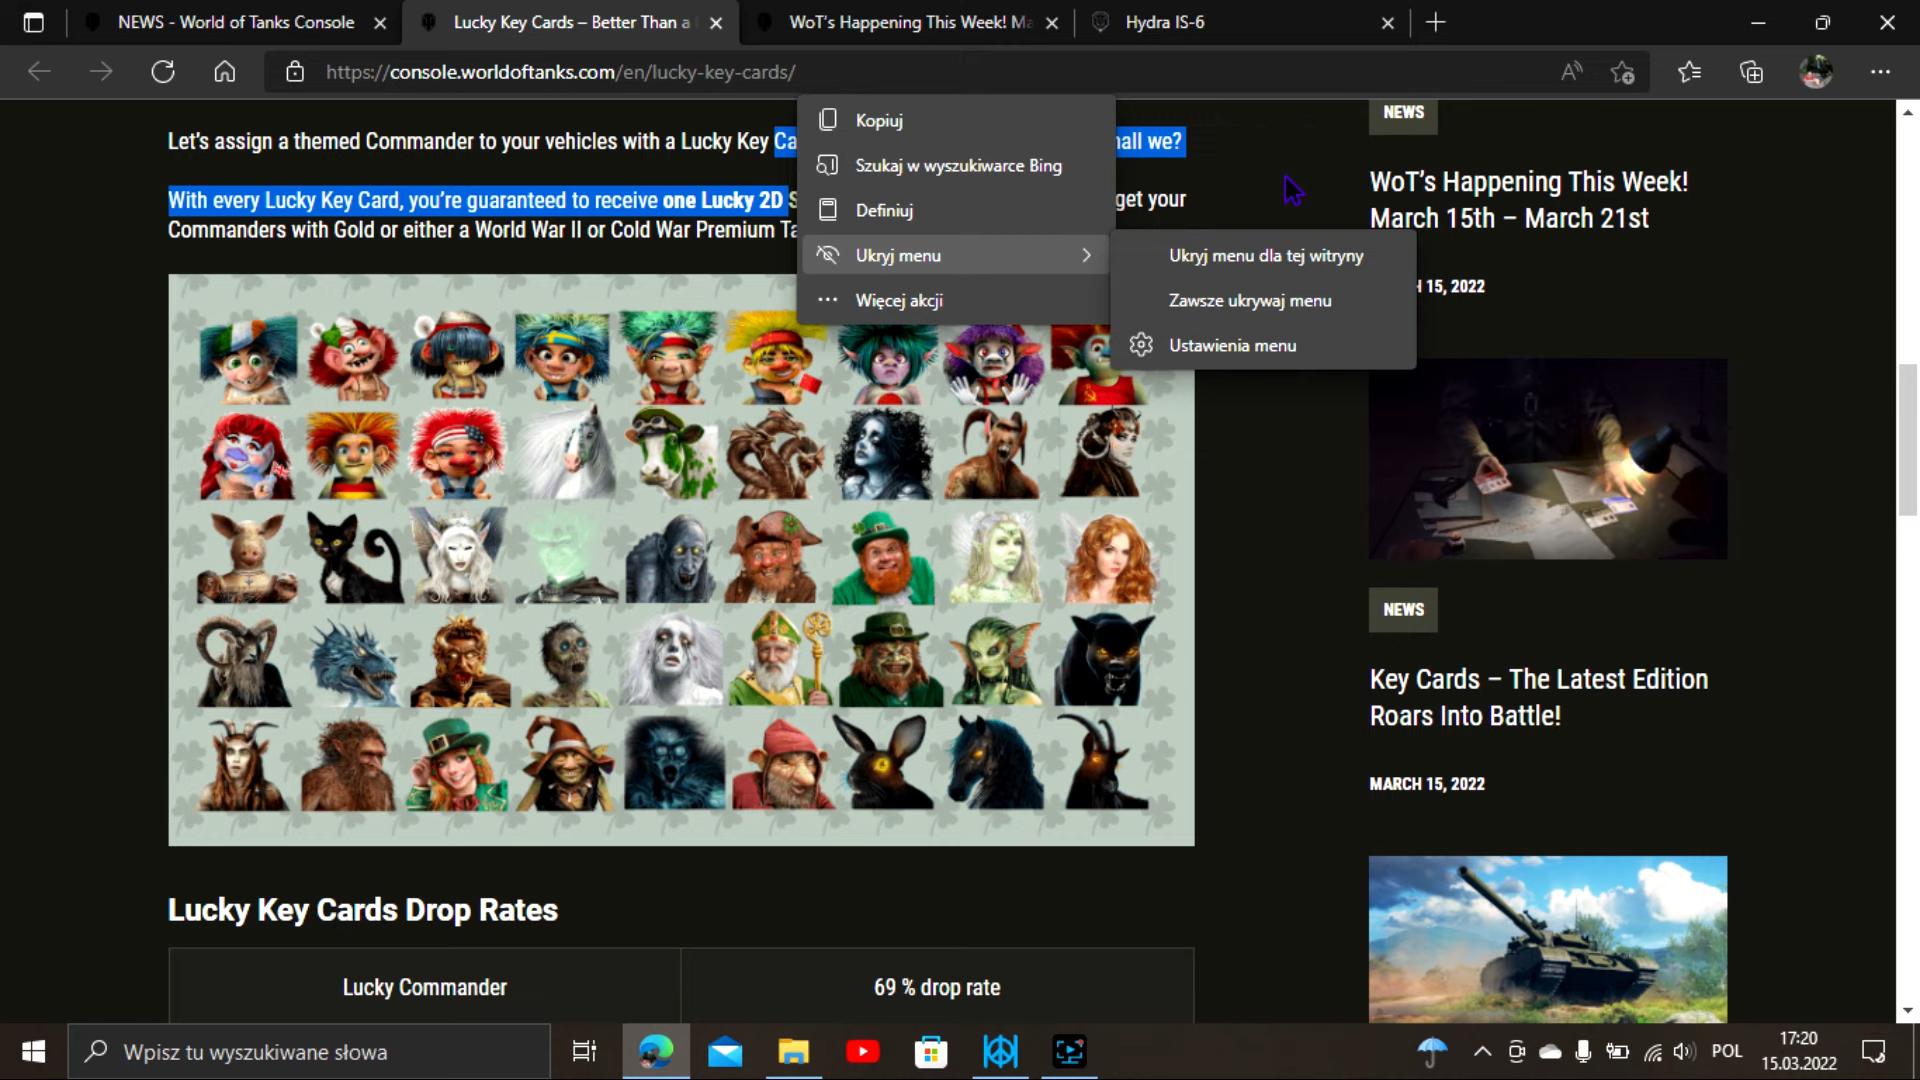 NEWS - World of Tanks Console
Lucky Key Cards – Better Than a
WoT's Happening This Week! Ma
Hydra IS-6
https://console.worldoftanks.com/en/lucky-key-cards/
Let's assign a themed Commander to your vehicles with a Lucky Key Ca
hall we?
With every Lucky Key Card, you're guaranteed to receive one Lucky 2D S
get your
Commanders with Gold or either a World War II or Cold War Premium Ta
Kopiuj
Szukaj w wyszukiwarce Bing
Definiuj
Ukryj menu
Więcej akcji
Ukryj menu dla tej witryny
Zawsze ukrywaj menu
Ustawienia menu
Lucky Key Cards Drop Rates
Lucky Commander
69 % drop rate
NEWS
WoT's Happening This Week!
March 15th – March 21st
H 15, 2022
NEWS
Key Cards – The Latest Edition
Roars Into Battle!
MARCH 15, 2022
Wpisz tu wyszukiwane słowa
POL
17:20
15.03.2022